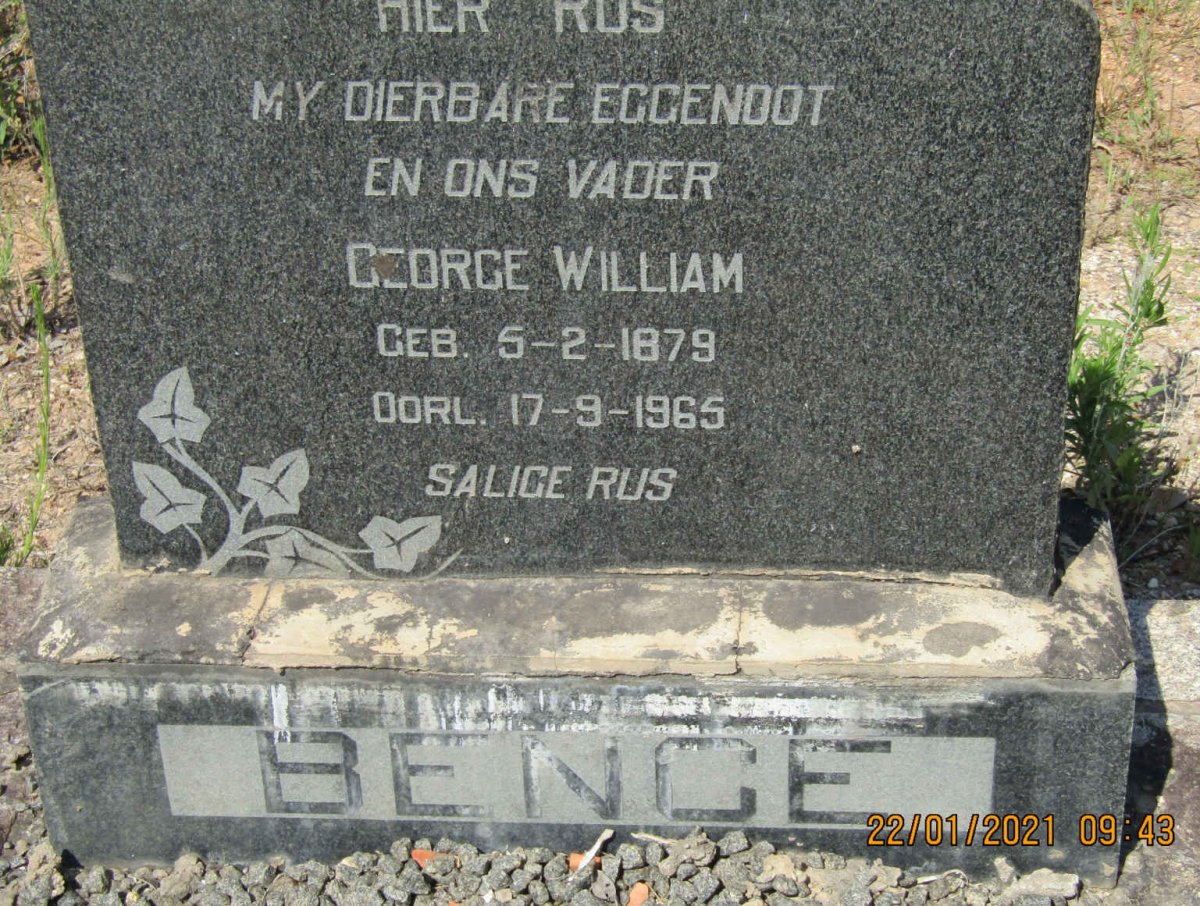 HIER RUS
MY DIERBARE EGGENOOT
EN ONS VADER
GEORGE WILLIAM
GEB. 5-2-1879
OORL. 17-9-1965
SALIGE RUS
BENCE
22/01/2021 09:43